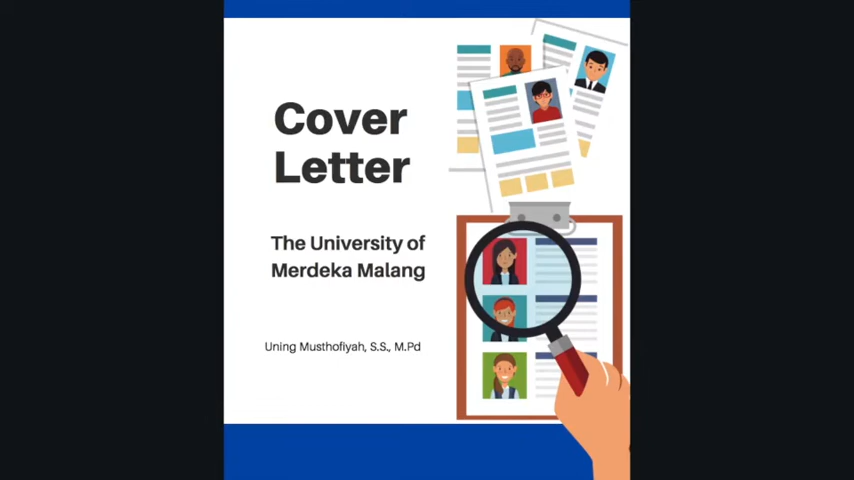 Cover
Letter
The University of
Merdeka Malang
Uning Musthofiyah, S.S., M.Pd